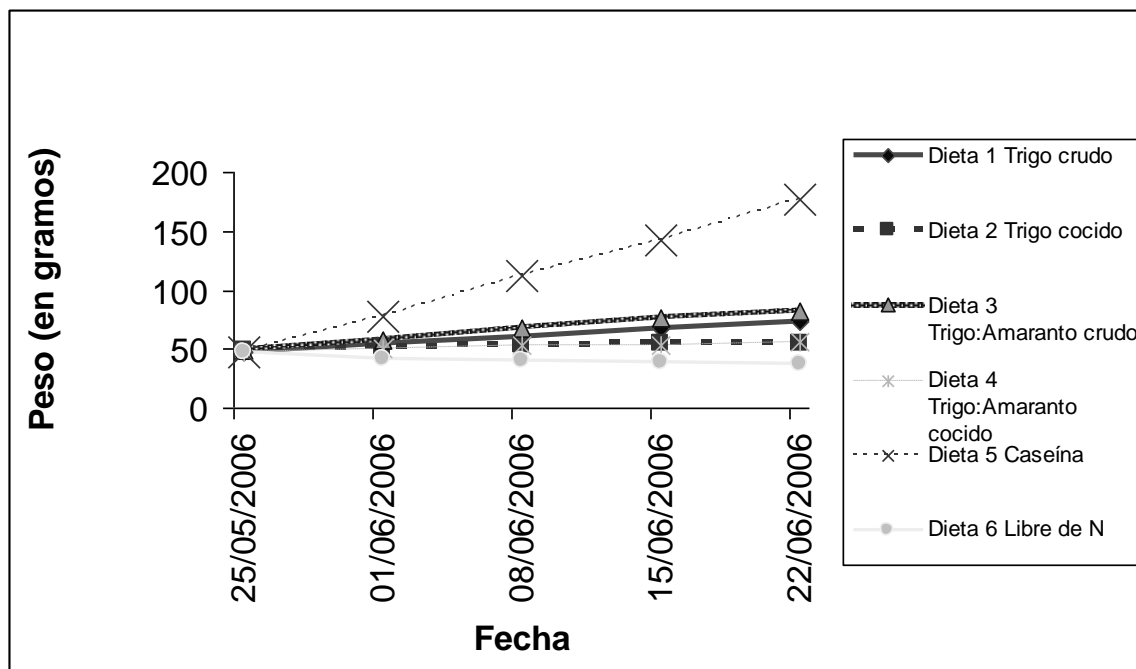 Peso (en gramos)
200
150
100
50
0
25/05/2006
01/06/2006
08/06/2006
15/06/2006
22/06/2006
Fecha
Dieta 1 Trigo crudo
Dieta 2 Trigo cocido
Dieta 3
Trigo:Amaranto crudo
Dieta 4
Trigo:Amaranto
cocido
Dieta 5 Caseína
Dieta 6 Libre de N